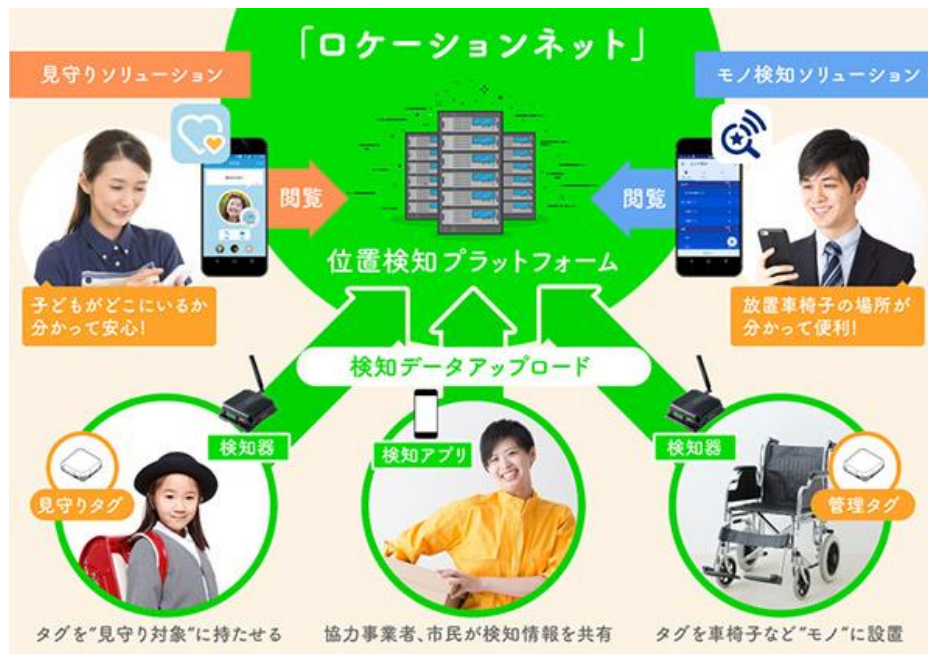 「ロケーションネット」
見守りソリューション
モノ検知ソリューション
閲覧
閲覧
位置検知プラットフォーム
子どもがどこにいるか
分かって安心!
放置車椅子の場所が
分かって便利!
検知データアップロード
検知器
検知アプリ
検知器
見守りタグ
管理タグ
タグを“見守り対象”に持たせる
協力事業者、市民が検知情報を共有
タグを車椅子など“モノ”に設置